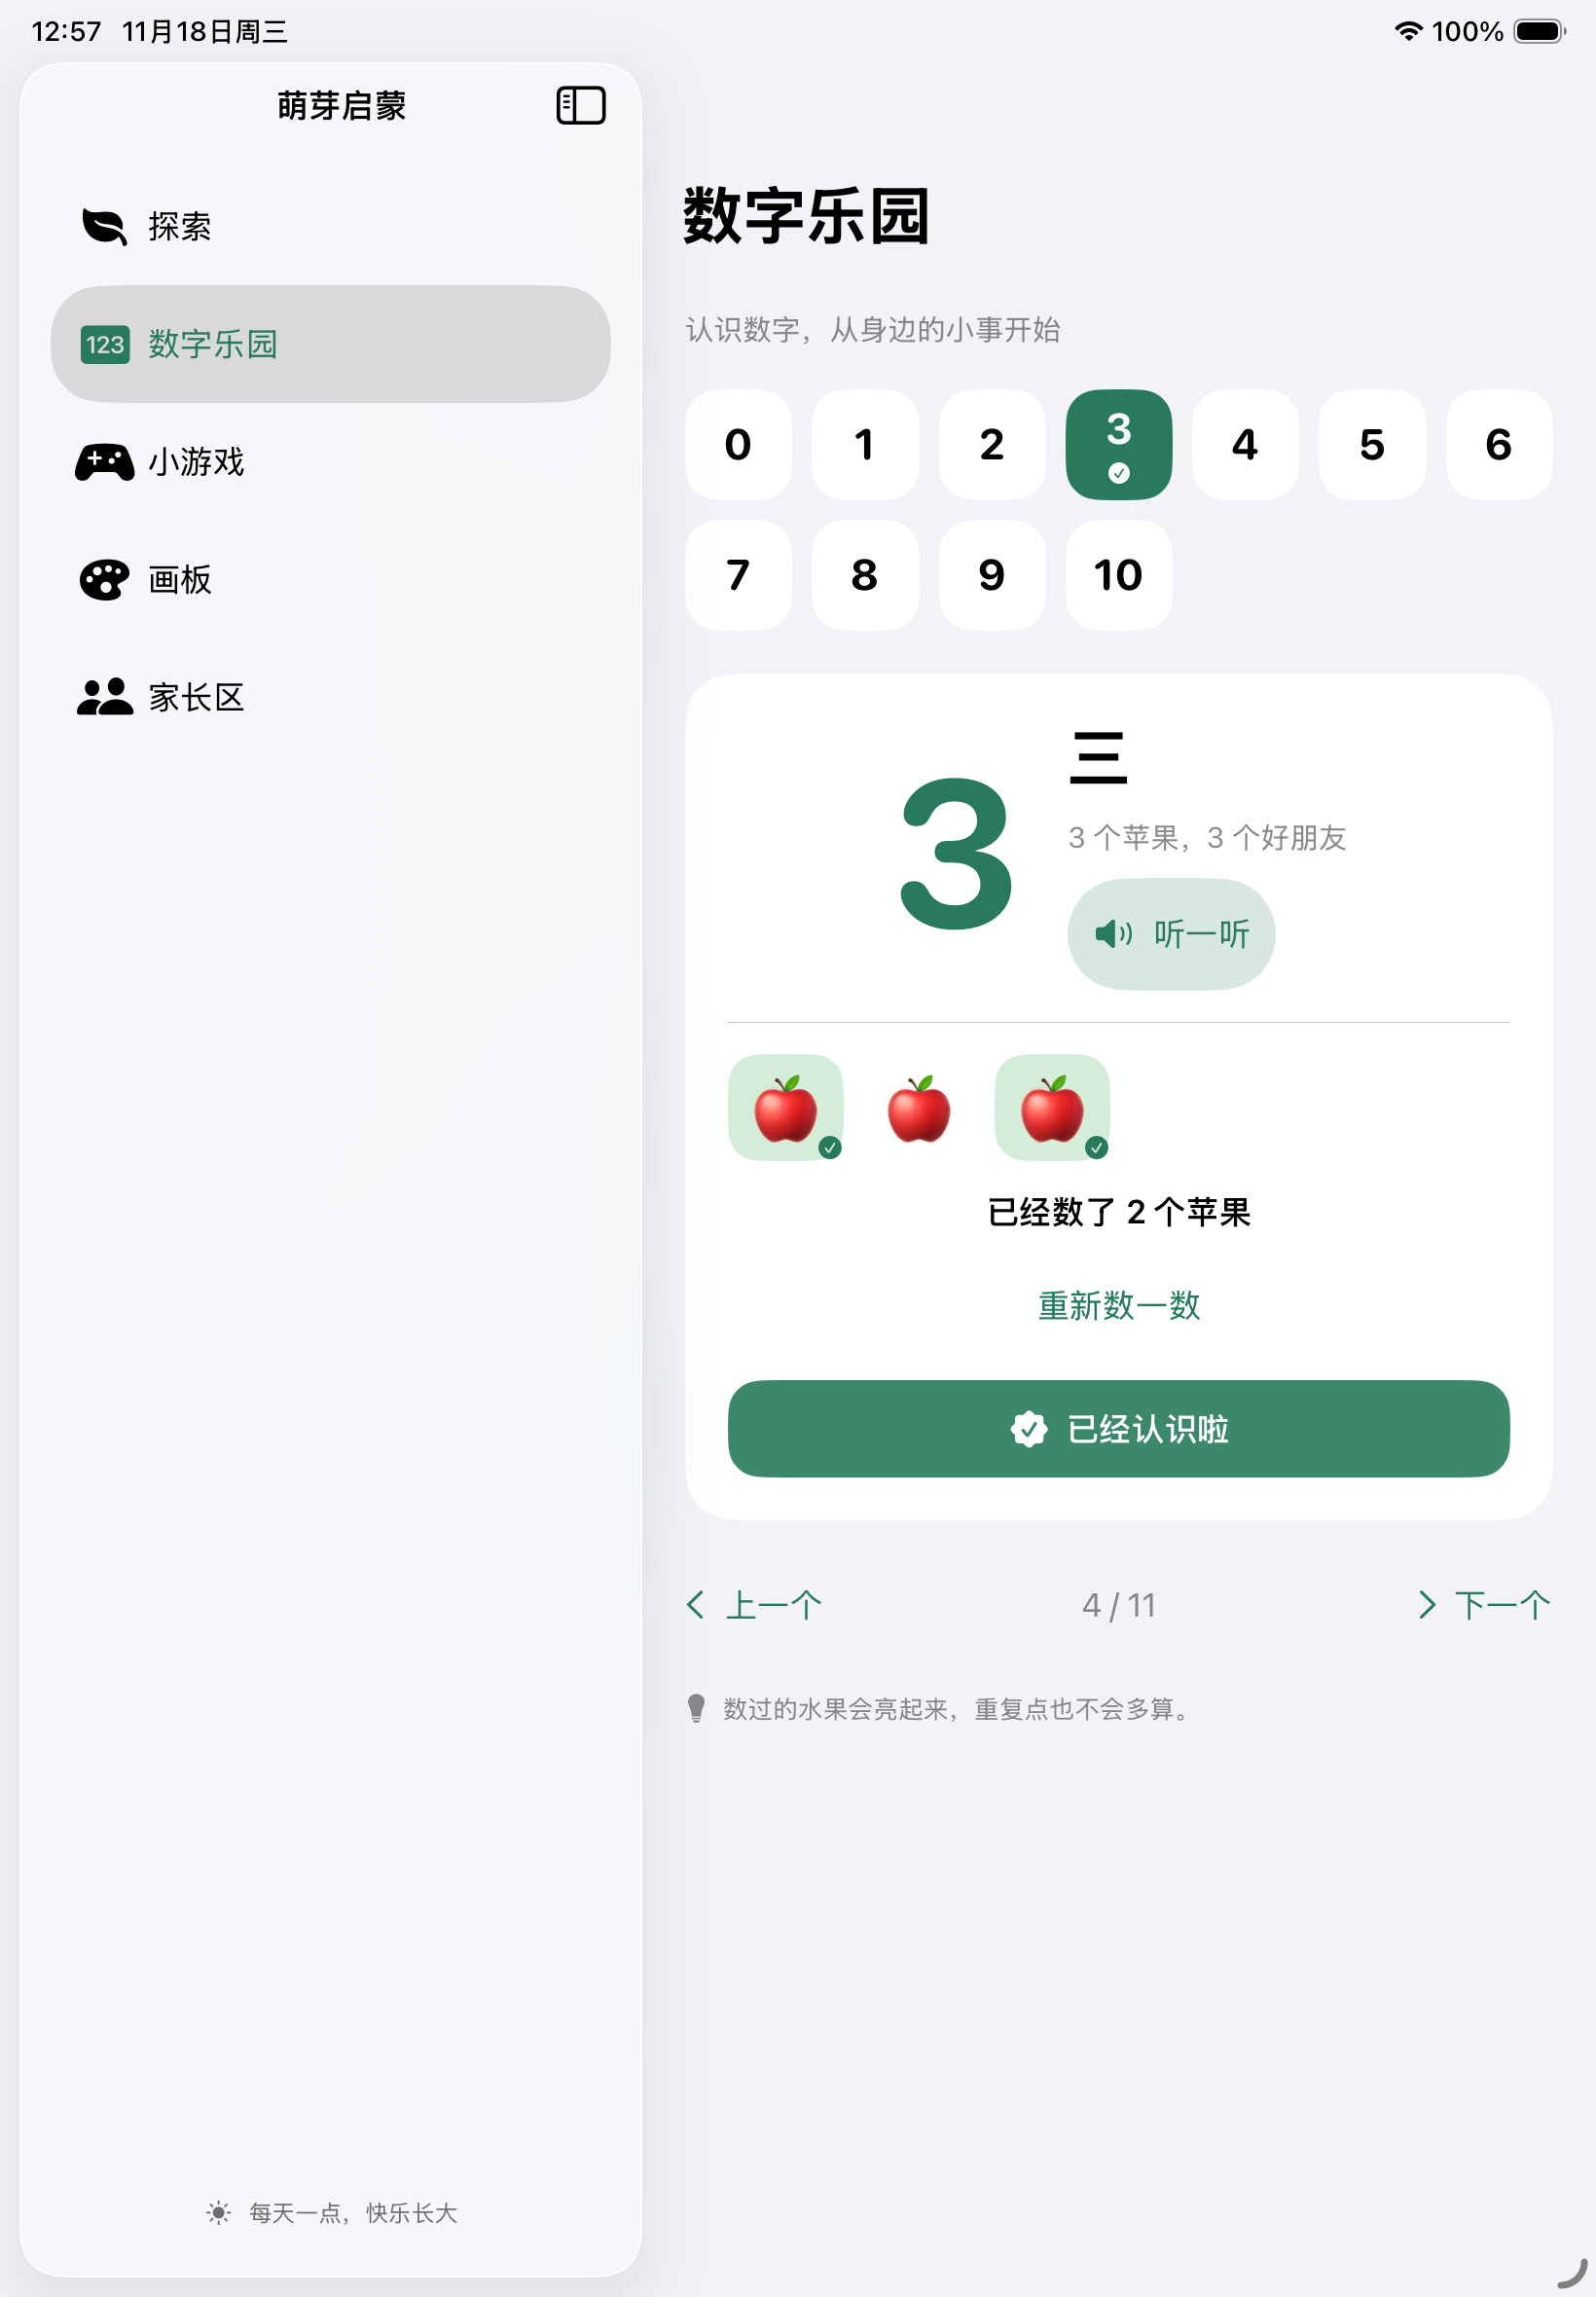 12:57 11月18日周三
100%
萌芽启蒙
探索
123 数字乐园
小游戏
画板
家长区
每天一点，快乐长大
数字乐园
认识数字，从身边的小事开始
0 1 2 3 4 5 6
7 8 9 10
3
三
3 个苹果，3 个好朋友
听一听
已经数了 2 个苹果
重新数一数
已经认识啦
上一个 4 / 11 下一个
数过的水果会亮起来，重复点也不会多算。